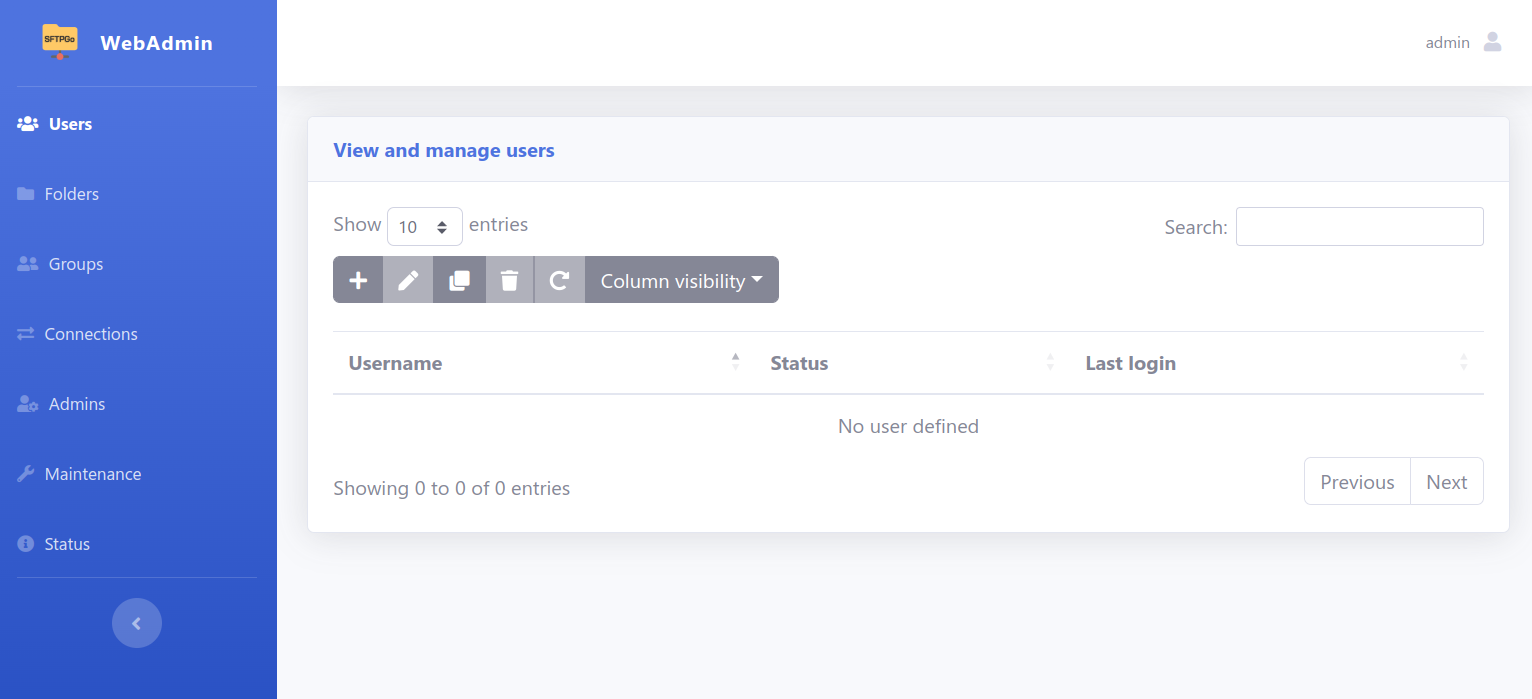 SFTPGo
WebAdmin
admin
Users
Folders
Groups
Connections
Admins
Maintenance
Status
View and manage users
Show 10 entries
Search:
Column visibility
Username Status Last login
No user defined
Showing 0 to 0 of 0 entries
Previous Next